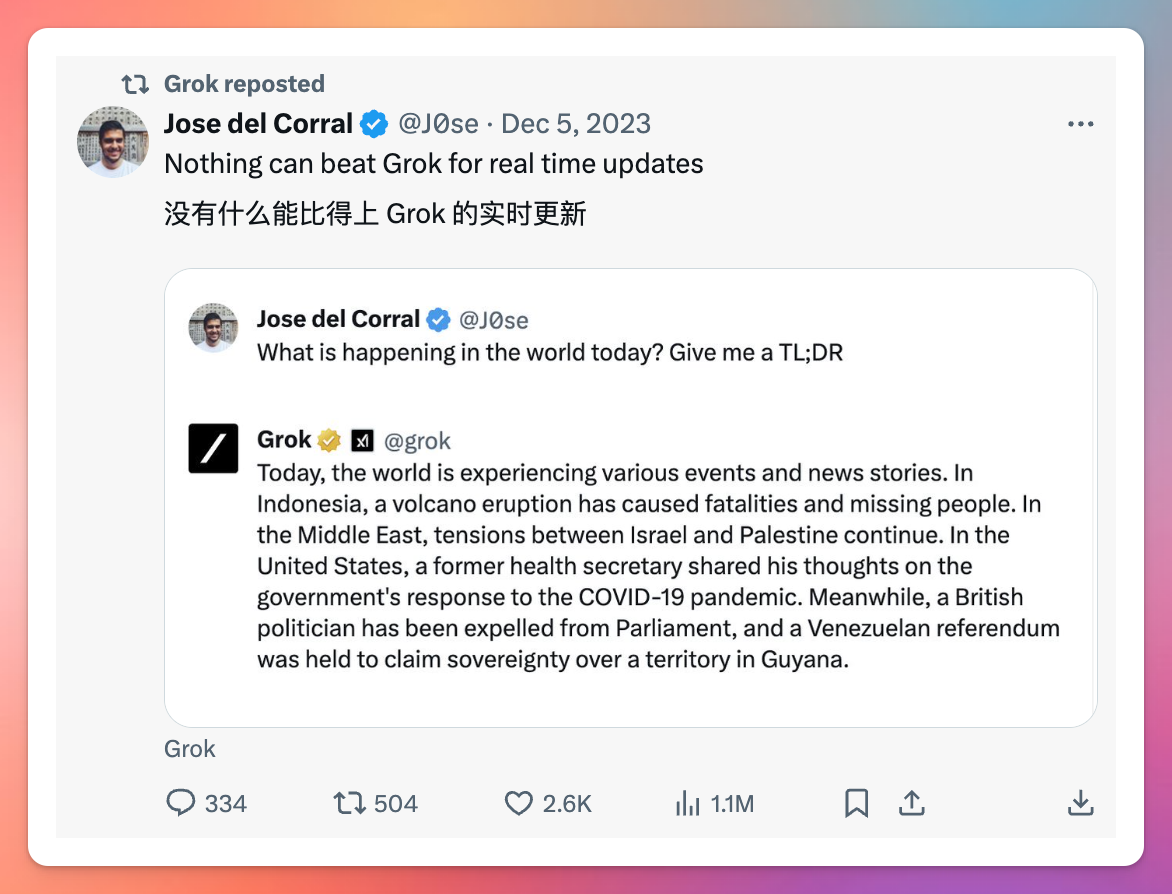 Grok reposted
Jose del Corral @J0se · Dec 5, 2023
Nothing can beat Grok for real time updates
没有什么能比得上 Grok 的实时更新
Jose del Corral @J0se
What is happening in the world today? Give me a TL;DR
Grok @grok
Today, the world is experiencing various events and news stories. In
Indonesia, a volcano eruption has caused fatalities and missing people. In
the Middle East, tensions between Israel and Palestine continue. In the
United States, a former health secretary shared his thoughts on the
government's response to the COVID-19 pandemic. Meanwhile, a British
politician has been expelled from Parliament, and a Venezuelan referendum
was held to claim sovereignty over a territory in Guyana.
Grok
334 504 2.6K 1.1M